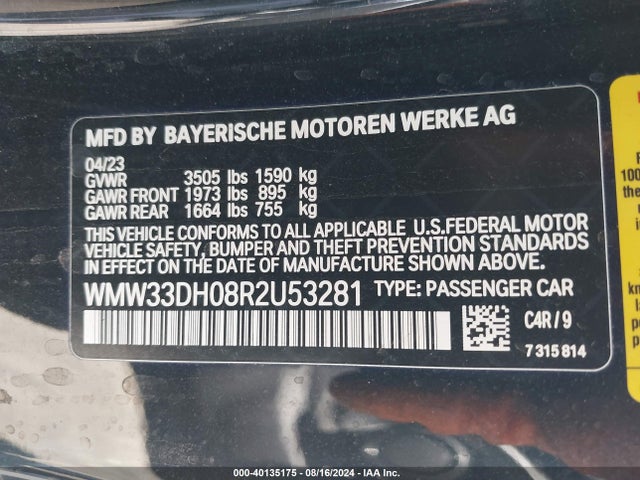 MFD BY BAYERISCHE MOTOREN WERKE AG
04/23
GVWR 3505 lbs 1590 kg
GAWR FRONT 1973 lbs 895 kg
GAWR REAR 1664 lbs 755 kg
THIS VEHICLE CONFORMS TO ALL APPLICABLE U.S.FEDERAL MOTOR
VEHICLE SAFETY, BUMPER AND THEFT PREVENTION STANDARDS
IN EFFECT ON THE DATE OF MANUFACTURE SHOWN ABOVE.
WMW33DH08R2U53281 TYPE: PASSENGER CAR
C4R/9
7315814
100
the
km
000-40135175 - 08/16/2024 - IAA Inc.